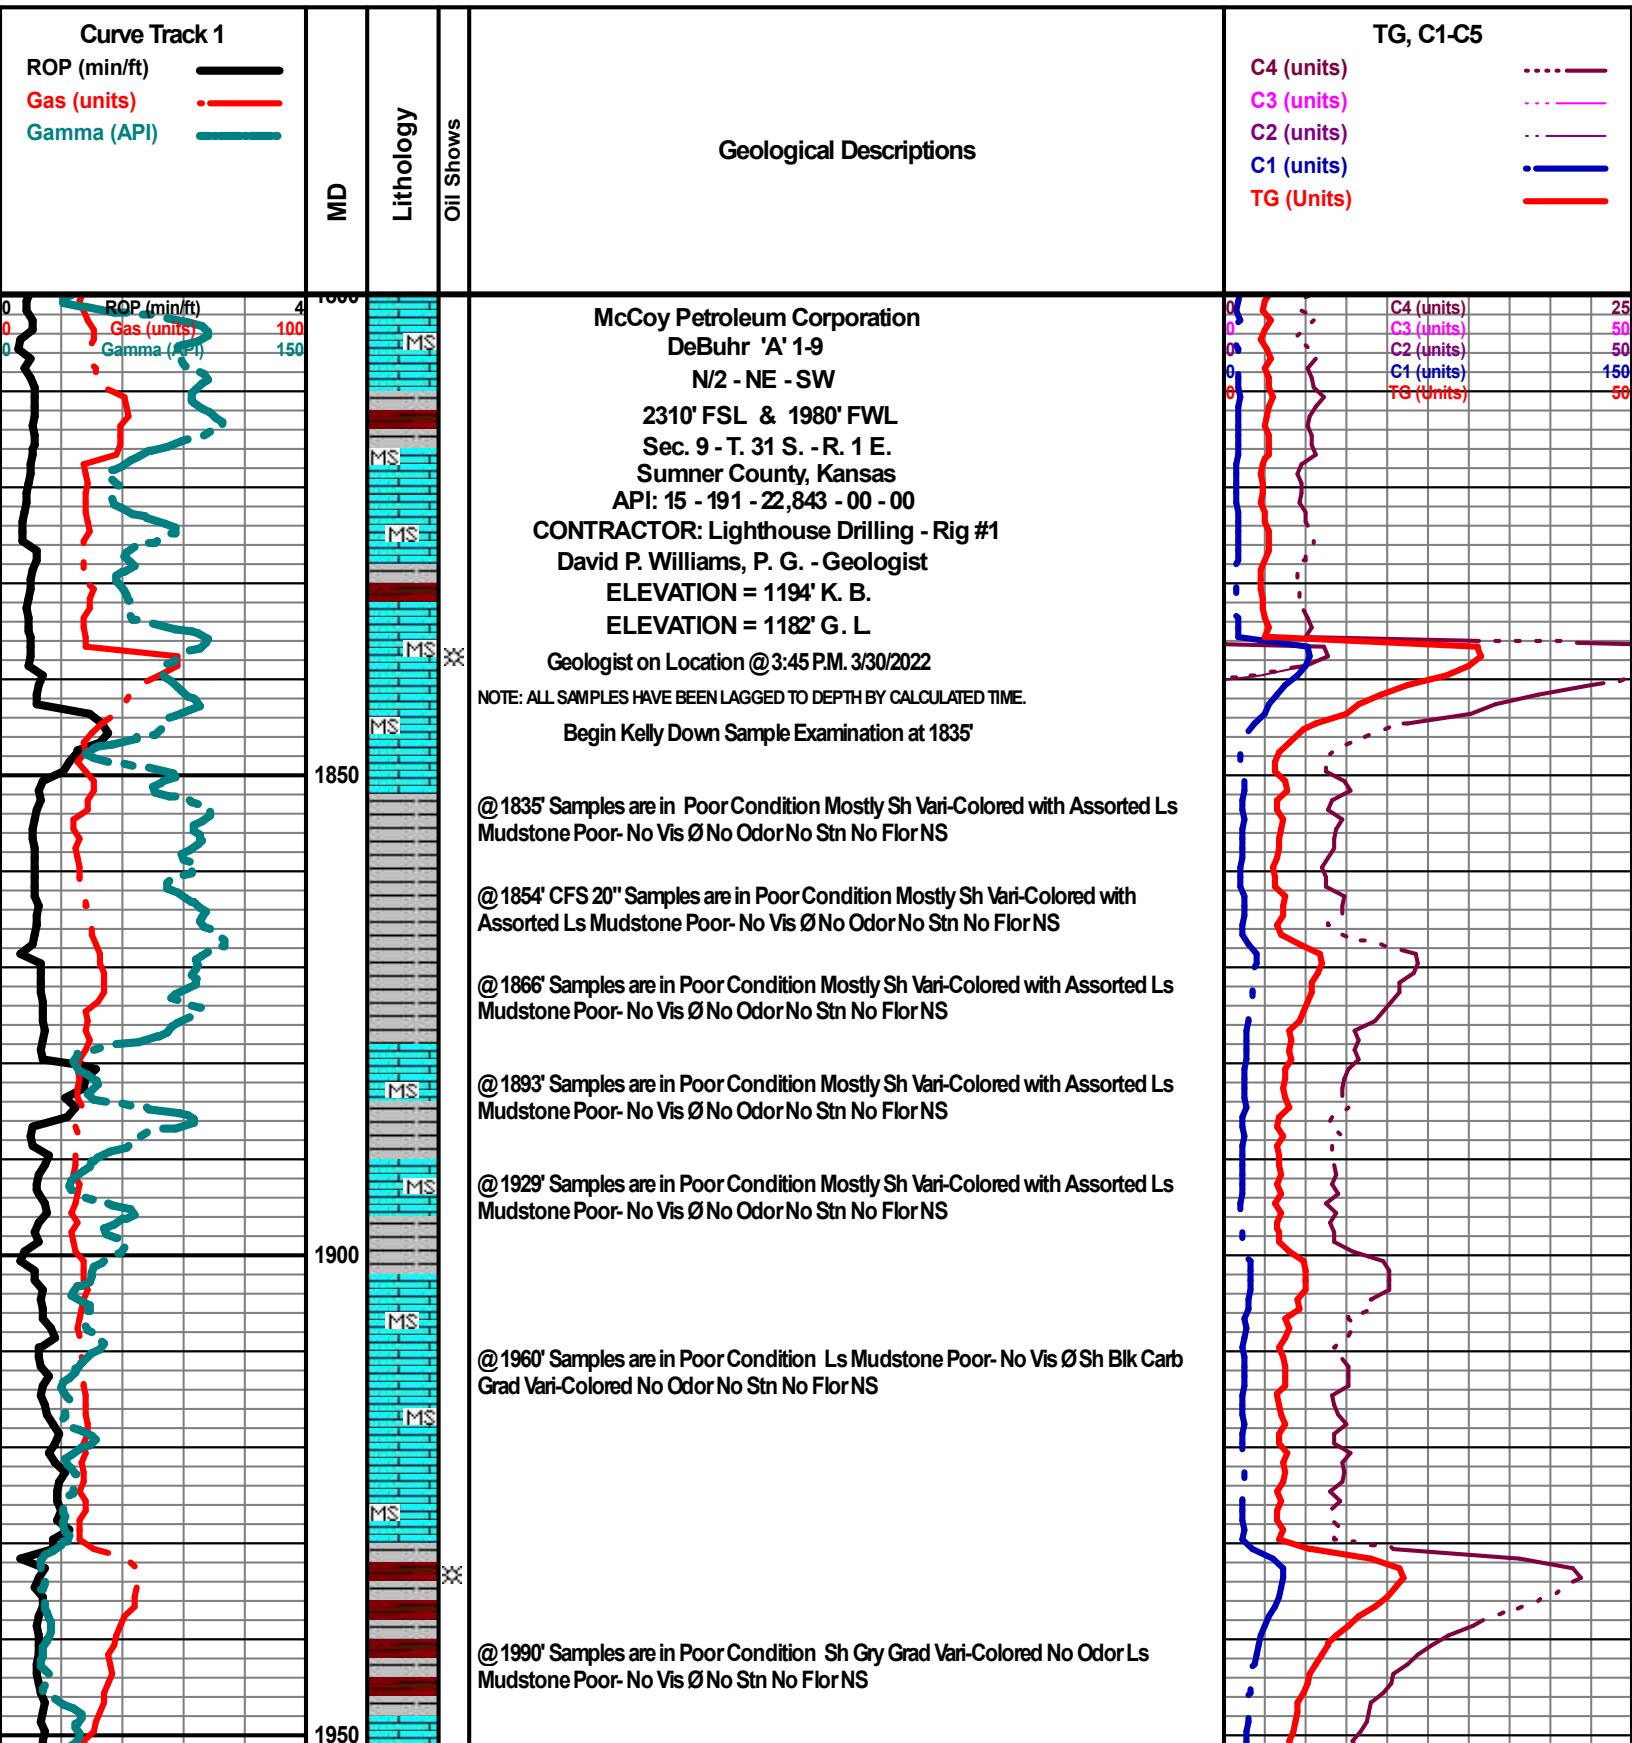 Curve Track 1
ROP (min/ft)
Gas (units)
Gamma (API)
MD
Lithology
Oil Shows
Geological Descriptions
TG, C1-C5
C4 (units)
C3 (units)
C2 (units)
C1 (units)
TG (Units)
0 ROP (min/ft) 4
0 Gas (units) 100
0 Gamma (API) 150
1800
0 C4 (units) 25
0 C3 (units) 50
0 C2 (units) 50
0 C1 (units) 150
0 TG (Units) 50
McCoy Petroleum Corporation
DeBuhr 'A' 1-9
N/2 - NE - SW
2310' FSL & 1980' FWL
Sec. 9 - T. 31 S. - R. 1 E.
Sumner County, Kansas
API: 15 - 191 - 22,843 - 00 - 00
CONTRACTOR: Lighthouse Drilling - Rig #1
David P. Williams, P. G. - Geologist
ELEVATION = 1194' K. B.
ELEVATION = 1182' G. L
Geologist on Location @ 3:45 P.M. 3/30/2022
NOTE: ALL SAMPLES HAVE BEEN LAGGED TO DEPTH BY CALCULATED TIME.
Begin Kelly Down Sample Examination at 1835'
MS
MS
MS
MS
MS
1850
@ 1835' Samples are in Poor Condition Mostly Sh Vari-Colored with Assorted Ls
Mudstone Poor- No Vis Ø No Odor No Stn No Flor NS
@ 1854' CFS 20" Samples are in Poor Condition Mostly Sh Vari-Colored with
Assorted Ls Mudstone Poor- No Vis Ø No Odor No Stn No Flor NS
@ 1866' Samples are in Poor Condition Mostly Sh Vari-Colored with Assorted Ls
Mudstone Poor- No Vis Ø No Odor No Stn No Flor NS
MS
@ 1893' Samples are in Poor Condition Mostly Sh Vari-Colored with Assorted Ls
Mudstone Poor- No Vis Ø No Odor No Stn No Flor NS
MS
@ 1929' Samples are in Poor Condition Mostly Sh Vari-Colored with Assorted Ls
Mudstone Poor- No Vis Ø No Odor No Stn No Flor NS
1900
MS
@ 1960' Samples are in Poor Condition Ls Mudstone Poor- No Vis Ø Sh Blk Carb
Grad Vari-Colored No Odor No Stn No Flor NS
MS
MS
@ 1990' Samples are in Poor Condition Sh Gry Grad Vari-Colored No Odor Ls
Mudstone Poor- No Vis Ø No Stn No Flor NS
1950